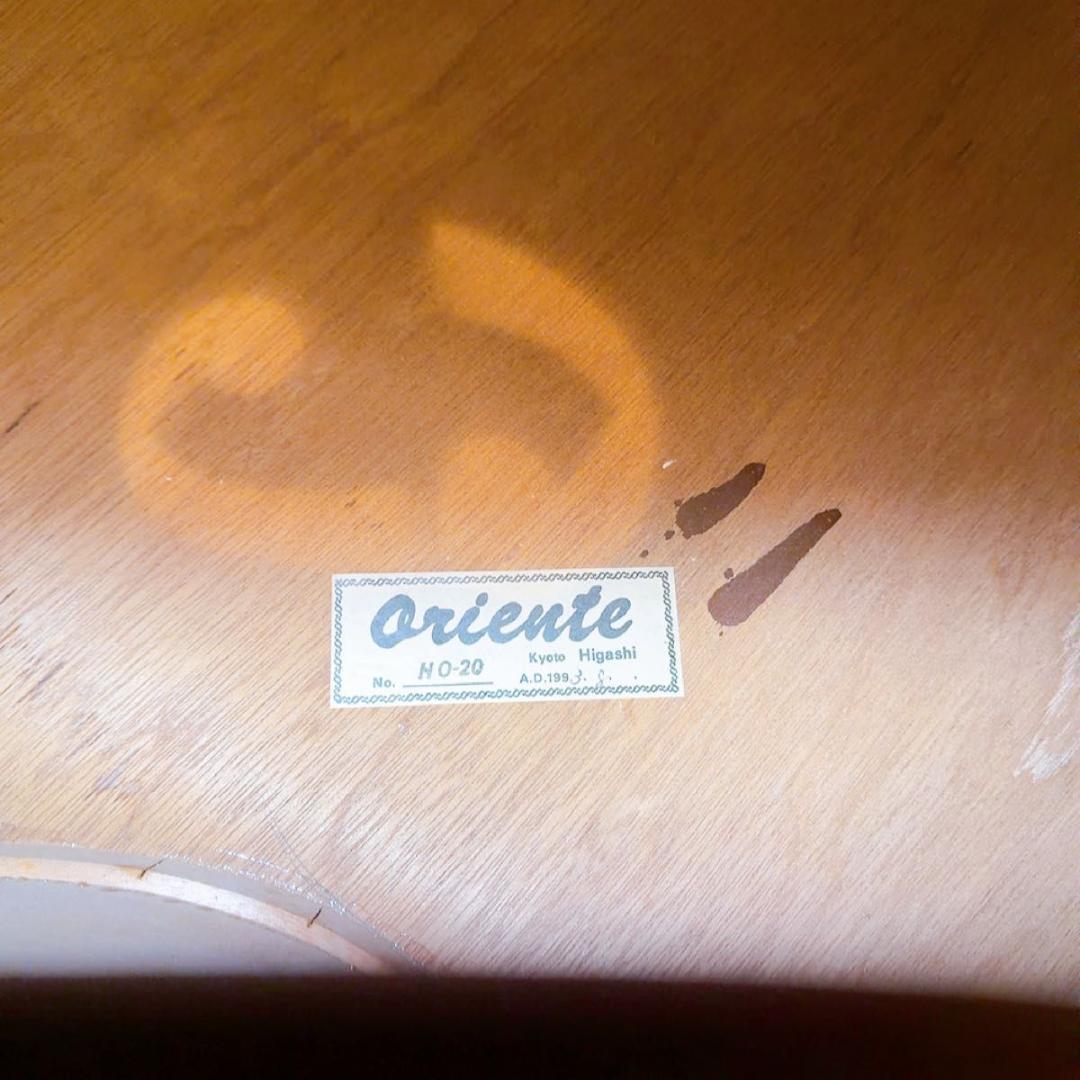 Oriente
Kyoto Higashi
No. HO-20
A.D.1993. 8. .